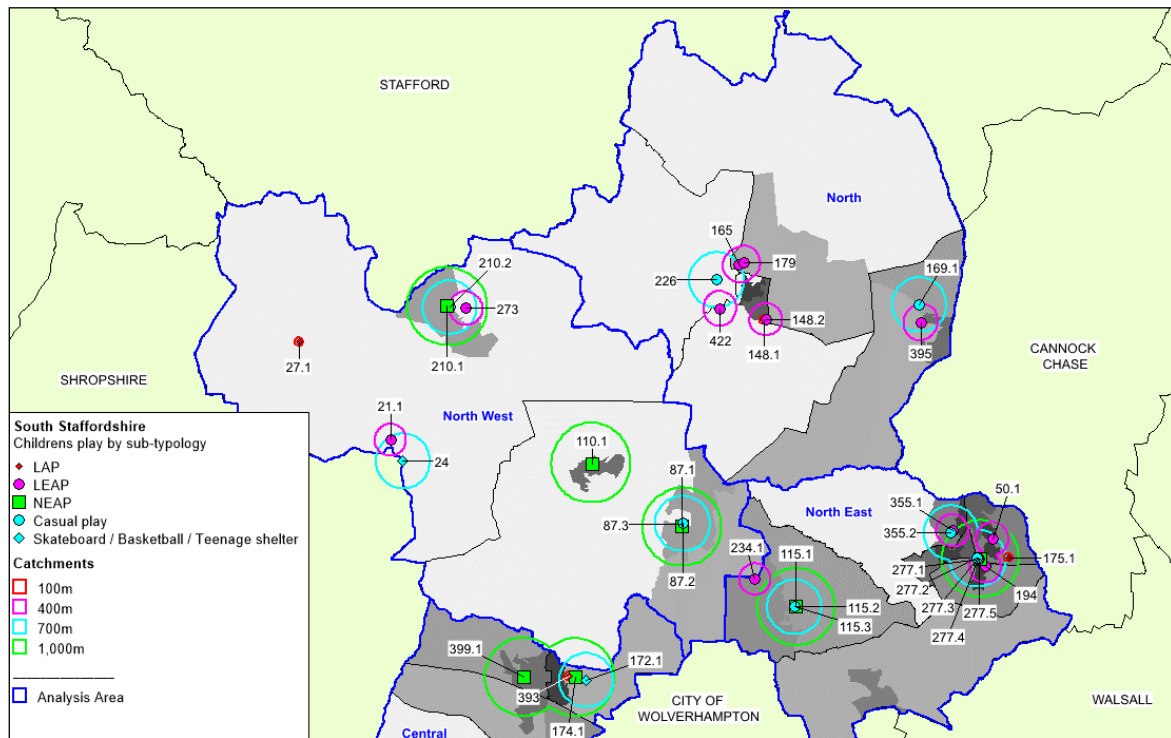 STAFFORD
North
165
210.2
179
226
169.1
273
148.2
422
148.1
395
210.1
27.1
CANNOCK
CHASE
SHROPSHIRE
21.1
North West
South Staffordshire
Childrens play by sub-typology
LAP
LEAP
NEAP
Casual play
Skateboard / Basketball / Teenage shelter
Catchments
100m
400m
700m
1,000m
Analysis Area
24
110.1
87.1
87.3
87.2
North East
355.1
50.1
355.2
175.1
277.1
277.2
277.3
277.5
194
277.4
234.1
115.1
115.2
115.3
399.1
172.1
393
174.1
CITY OF
WOLVERHAMPTON
WALSALL
Central